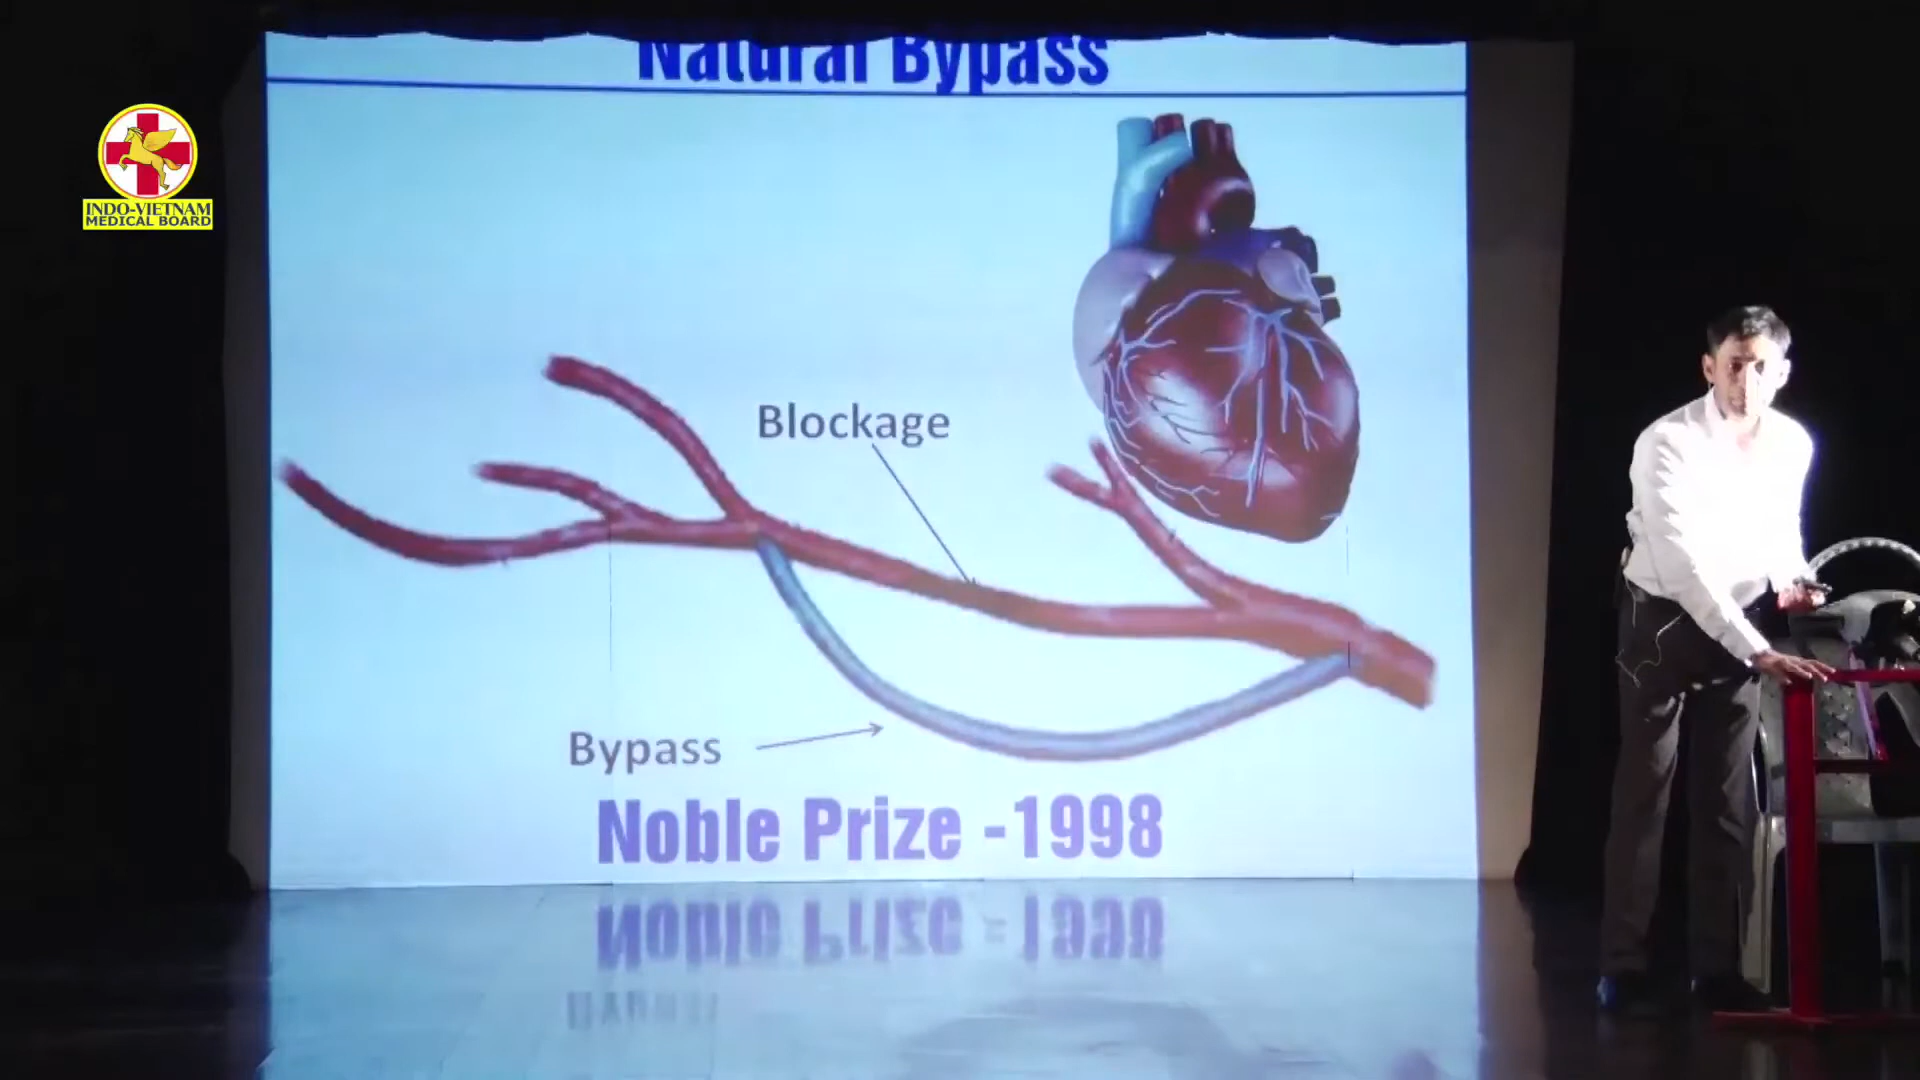 Natural Bypass
INDO-VIETNAM
MEDICAL BOARD
Blockage
Bypass
Noble Prize -1998